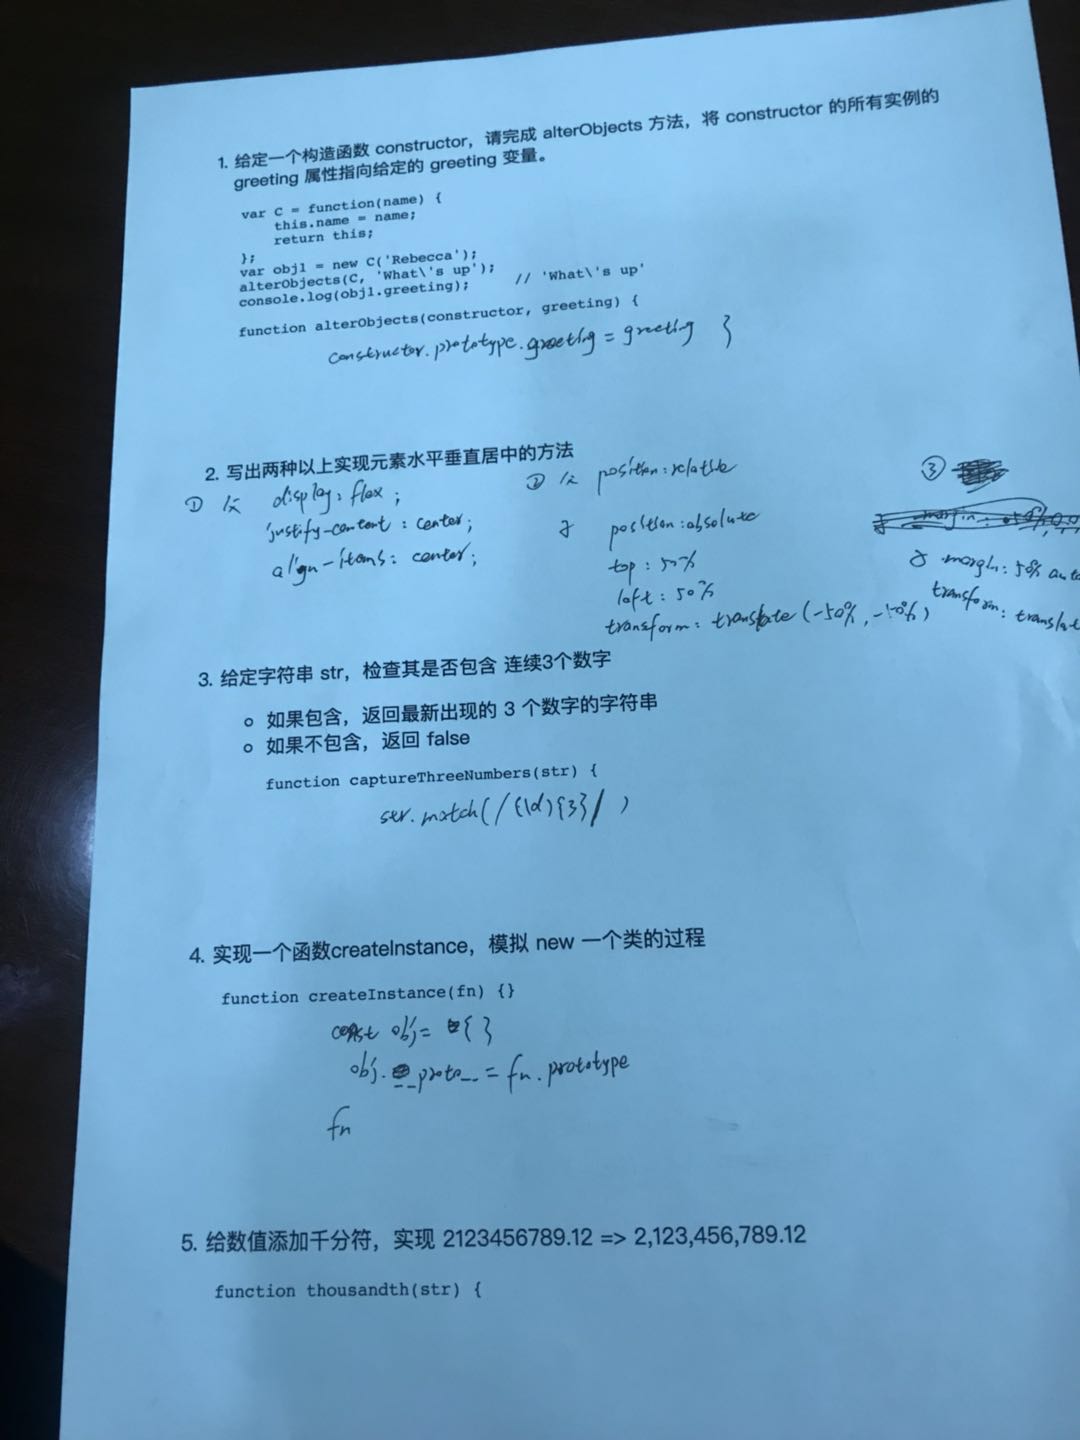 1. 给定一个构造函数 constructor，请完成 alterObjects 方法，将 constructor 的所有实例的
greeting 属性指向给定的 greeting 变量。
var C = function(name) {
this.name = name;
return this;
};
var obj1 = new C('Rebecca');
alterObjects(C, 'What\'s up');
console.log(obj1.greeting); // 'What\'s up'
function alterObjects(constructor, greeting) {
constructor.prototype.greeting = greeting }
2. 写出两种以上实现元素水平垂直居中的方法
① 父 display: flex ;
justify-content : center ;
align-items : center ;
② 父 position:relative
子 position:absolute
top : 50%
left : 50%
transform : translate (-50%, -50%)
③
子 margin : 50% auto
transform : translat
3. 给定字符串 str，检查其是否包含 连续3个数字
○ 如果包含，返回最新出现的 3 个数字的字符串
○ 如果不包含，返回 false
function captureThreeNumbers(str) {
str.match(/(\d){3}/ )
4. 实现一个函数createInstance，模拟 new 一个类的过程
function createInstance(fn) {}
const obj = { }
obj.__proto__ = fn.prototype
fn
5. 给数值添加千分符，实现 2123456789.12 => 2,123,456,789.12
function thousandth(str) {